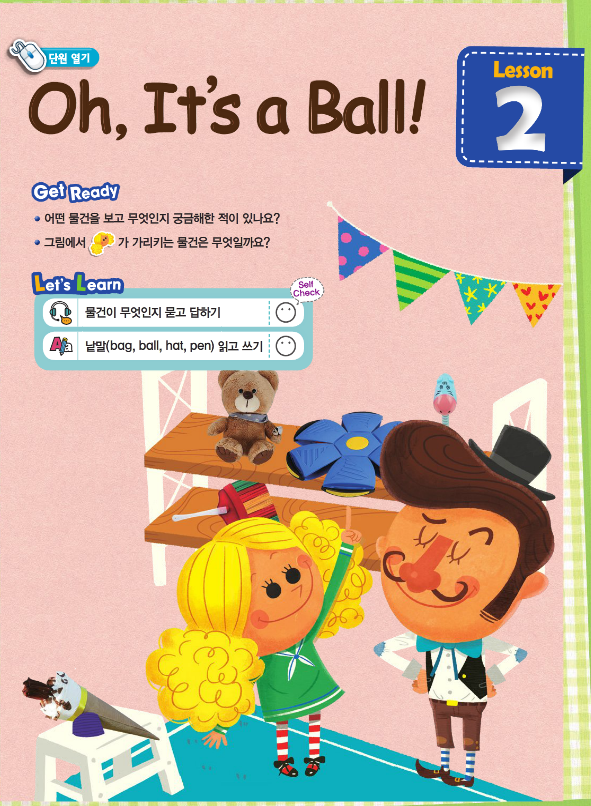 단원 열기
Oh, It's a Ball!
Lesson
2
Get Ready
• 어떤 물건을 보고 무엇인지 궁금해한 적이 있나요?
• 그림에서 가 가리키는 물건은 무엇일까요?
Let's Learn
Self
Check
물건이 무엇인지 묻고 답하기
Aa
낱말(bag, ball, hat, pen) 읽고 쓰기